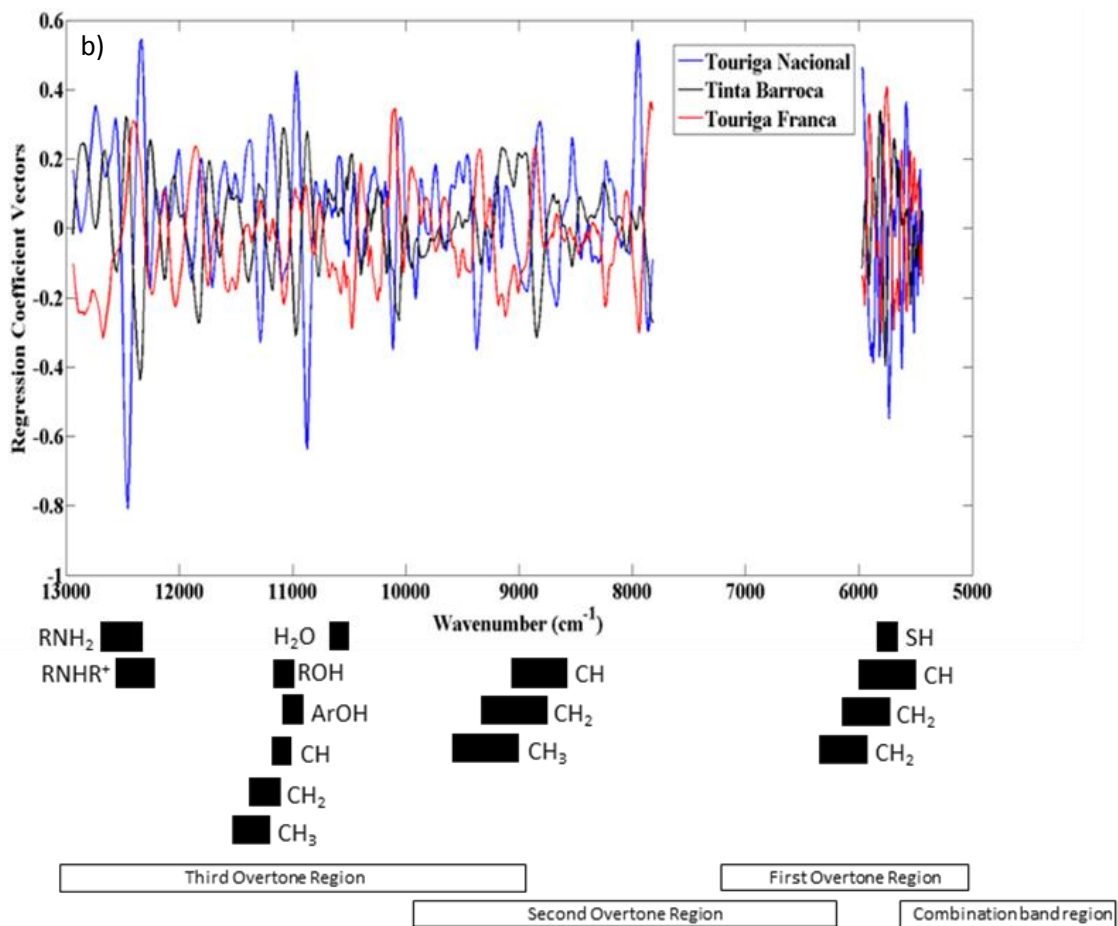 b)
Touriga Nacional
Tinta Barroca
Touriga Franca
Regression Coefficient Vectors
0.6
0.4
0.2
0
-0.2
-0.4
-0.6
-0.8
-1
13000 12000 11000 10000 9000 8000 7000 6000 5000
Wavenumber (cm⁻¹)
RNH₂ H₂O SH
RNHR⁺ ROH CH CH
ArOH CH₂ CH₂
CH CH₃ CH₂
CH₂
CH₃
Third Overtone Region First Overtone Region
Second Overtone Region Combination band region